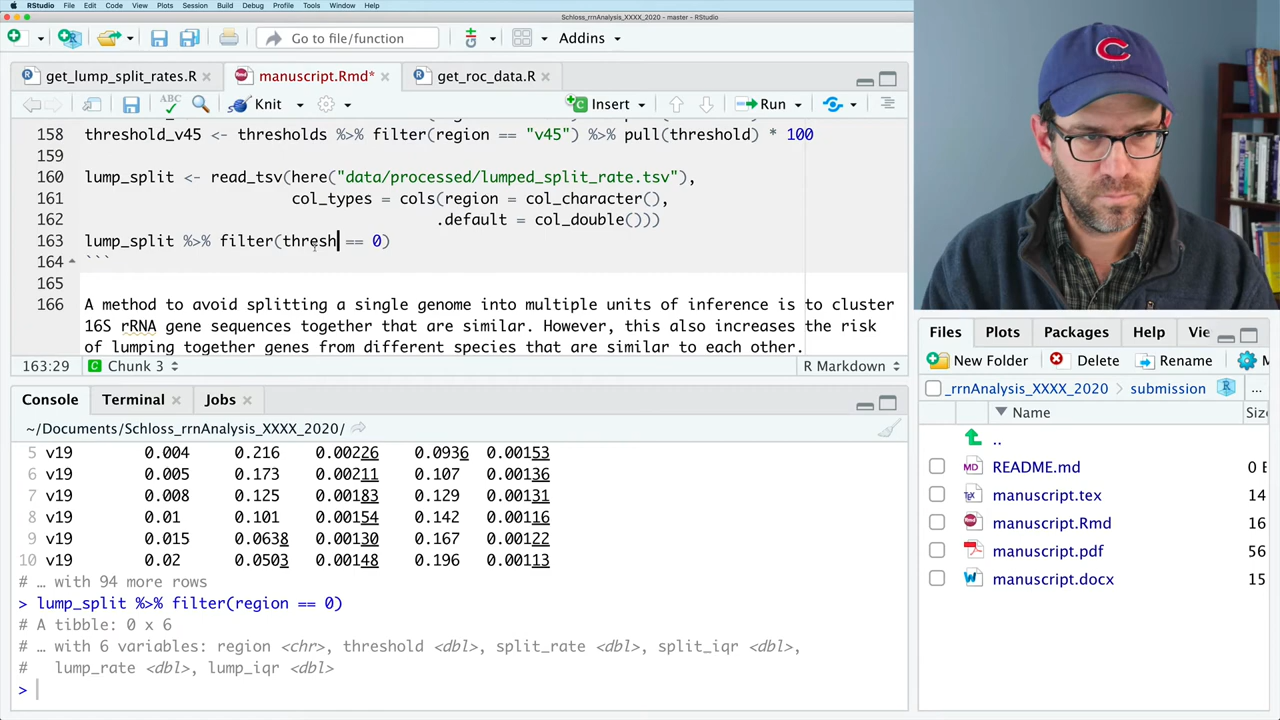 RStudio File Edit Code View Plots Session Build Debug Profile Tools Window Help
Schloss_rrnAnalysis_XXXX_2020 - master - RStudio
Go to file/function Addins
get_lump_split_rates.R manuscript.Rmd* get_roc_data.R
ABC Knit Insert Run
158 threshold_v45 <- thresholds %>% filter(region == "v45") %>% pull(threshold) * 100
159
160 lump_split <- read_tsv(here("data/processed/lumped_split_rate.tsv"),
161 col_types = cols(region = col_character(),
162 .default = col_double()))
163 lump_split %>% filter(thresh == 0)
164 ```
165
166 A method to avoid splitting a single genome into multiple units of inference is to cluster
16S rRNA gene sequences together that are similar. However, this also increases the risk
of lumping together genes from different species that are similar to each other.
163:29 Chunk 3 R Markdown
Console Terminal Jobs
~/Documents/Schloss_rrnAnalysis_XXXX_2020/
5 v19 0.004 0.216 0.00226 0.0936 0.00153
6 v19 0.005 0.173 0.00211 0.107 0.00136
7 v19 0.008 0.125 0.00183 0.129 0.00131
8 v19 0.01 0.101 0.00154 0.142 0.00116
9 v19 0.015 0.0638 0.00130 0.167 0.00122
10 v19 0.02 0.0503 0.00148 0.196 0.00113
# … with 94 more rows
> lump_split %>% filter(region == 0)
# A tibble: 0 x 6
# … with 6 variables: region <chr>, threshold <dbl>, split_rate <dbl>, split_iqr <dbl>,
# lump_rate <dbl>, lump_iqr <dbl>
>
C
Files Plots Packages Help Vie
New Folder Delete Rename M
_rrnAnalysis_XXXX_2020 submission ...
Name Siz
..
README.md 0 B
manuscript.tex 14
manuscript.Rmd 16
manuscript.pdf 56
manuscript.docx 15